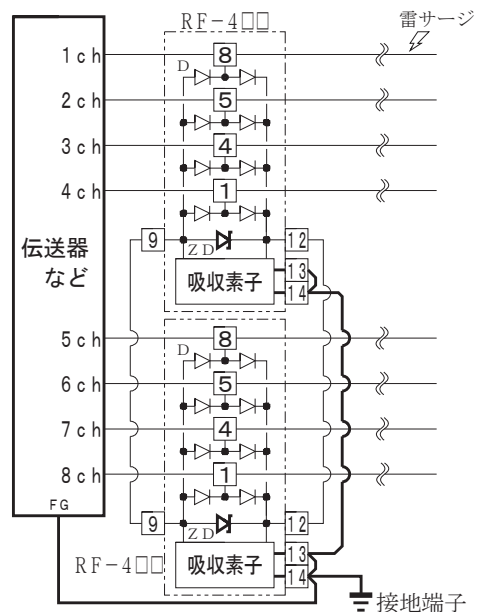 RF-4□□
雷サージ
1ch
8
D
2ch
5
3ch
4
4ch
1
伝送器
など
9
ZD
12
吸収素子
13
14
5ch
8
D
6ch
5
7ch
4
8ch
1
FG
9
ZD
12
RF-4□□
吸収素子
13
14
接地端子